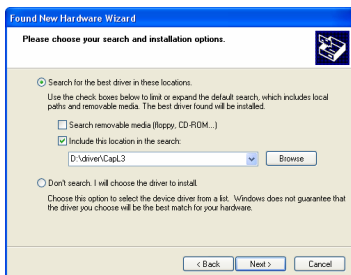 Found New Hardware Wizard
Please choose your search and installation options.
Search for the best driver in these locations.
Use the check boxes below to limit or expand the default search, which includes local
paths and removable media. The best driver found will be installed.
Search removable media (floppy, CD-ROM...)
Include this location in the search:
D:\driver\CapL3
Browse
Don't search. I will choose the driver to install.
Choose this option to select the device driver from a list. Windows does not guarantee that
the driver you choose will be the best match for your hardware.
< Back Next > Cancel